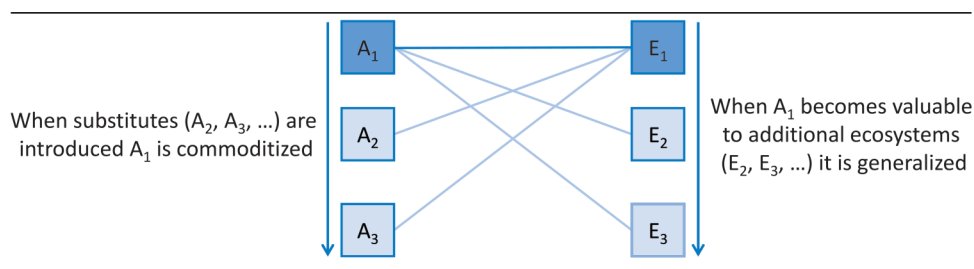 A₁
E₁
When substitutes (A₂, A₃, ...) are
introduced A₁ is commoditized
A₂
E₂
When A₁ becomes valuable
to additional ecosystems
(E₂, E₃, ...) it is generalized
A₃
E₃